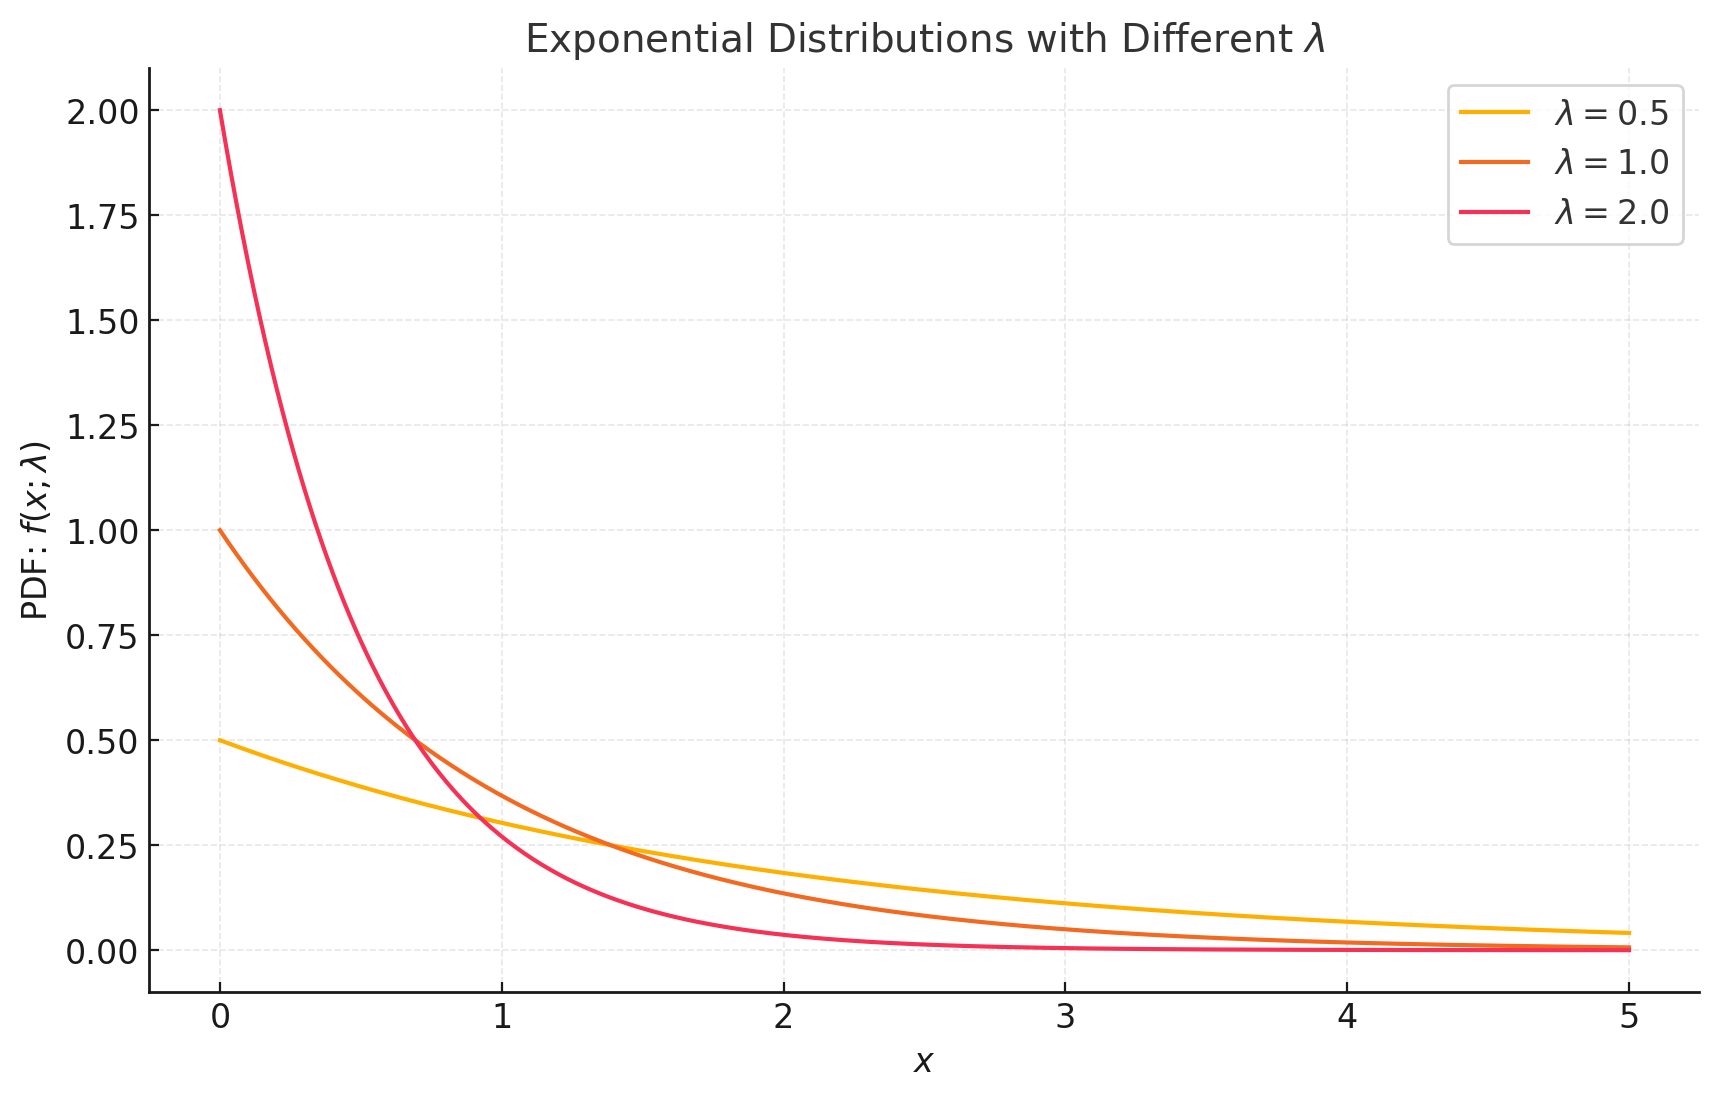 Exponential Distributions with Different λ
λ = 0.5
λ = 1.0
λ = 2.0
2.00
1.75
1.50
1.25
1.00
0.75
0.50
0.25
0.00
PDF: f(x; λ)
0 1 2 3 4 5
x